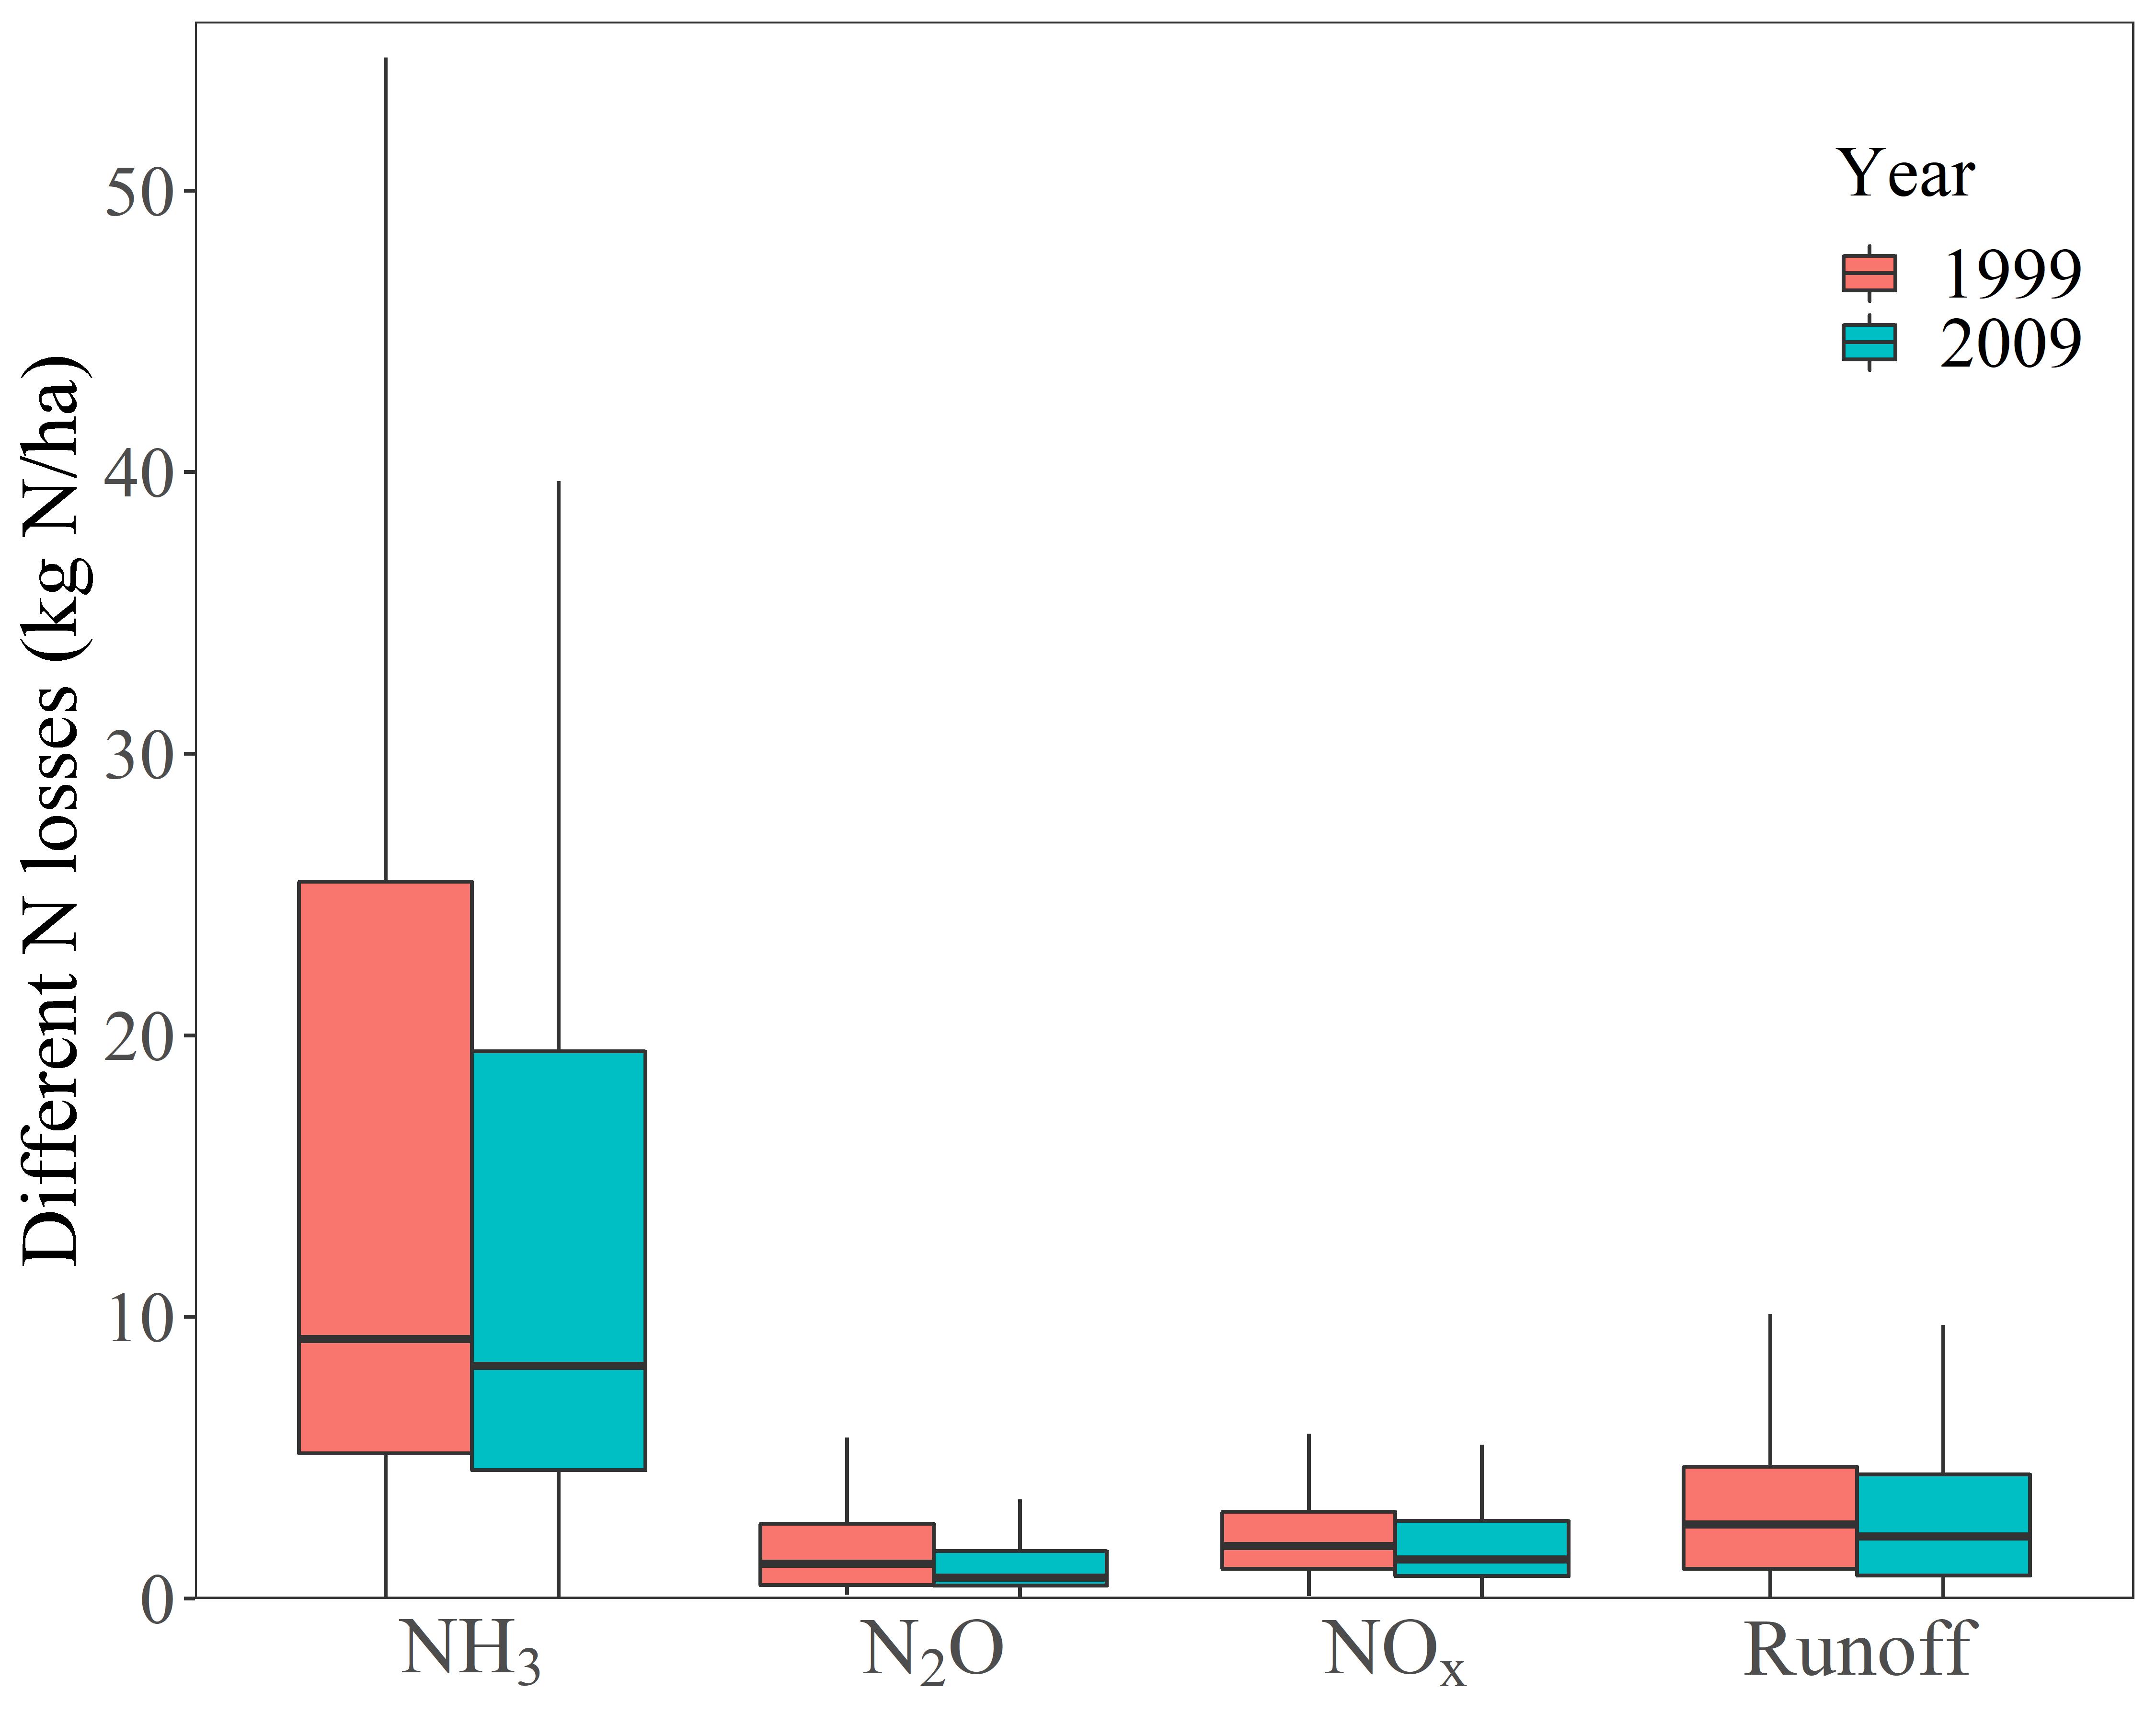 Different N losses (kg N/ha)
50
40
30
20
10
0
NH₃
N₂O
NOₓ
Runoff
Year
1999
2009